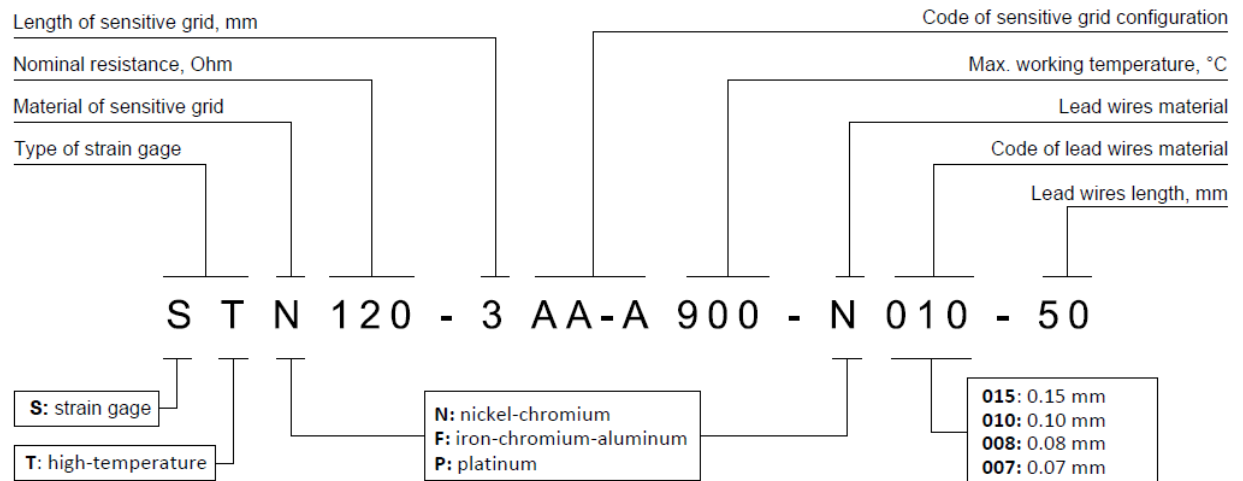 Length of sensitive grid, mm
Code of sensitive grid configuration
Nominal resistance, Ohm
Max. working temperature, °C
Material of sensitive grid
Lead wires material
Type of strain gage
Code of lead wires material
Lead wires length, mm
S T N 120 - 3 AA-A 900 - N 010 - 50
S: strain gage
T: high-temperature
N: nickel-chromium
F: iron-chromium-aluminum
P: platinum
015: 0.15 mm
010: 0.10 mm
008: 0.08 mm
007: 0.07 mm